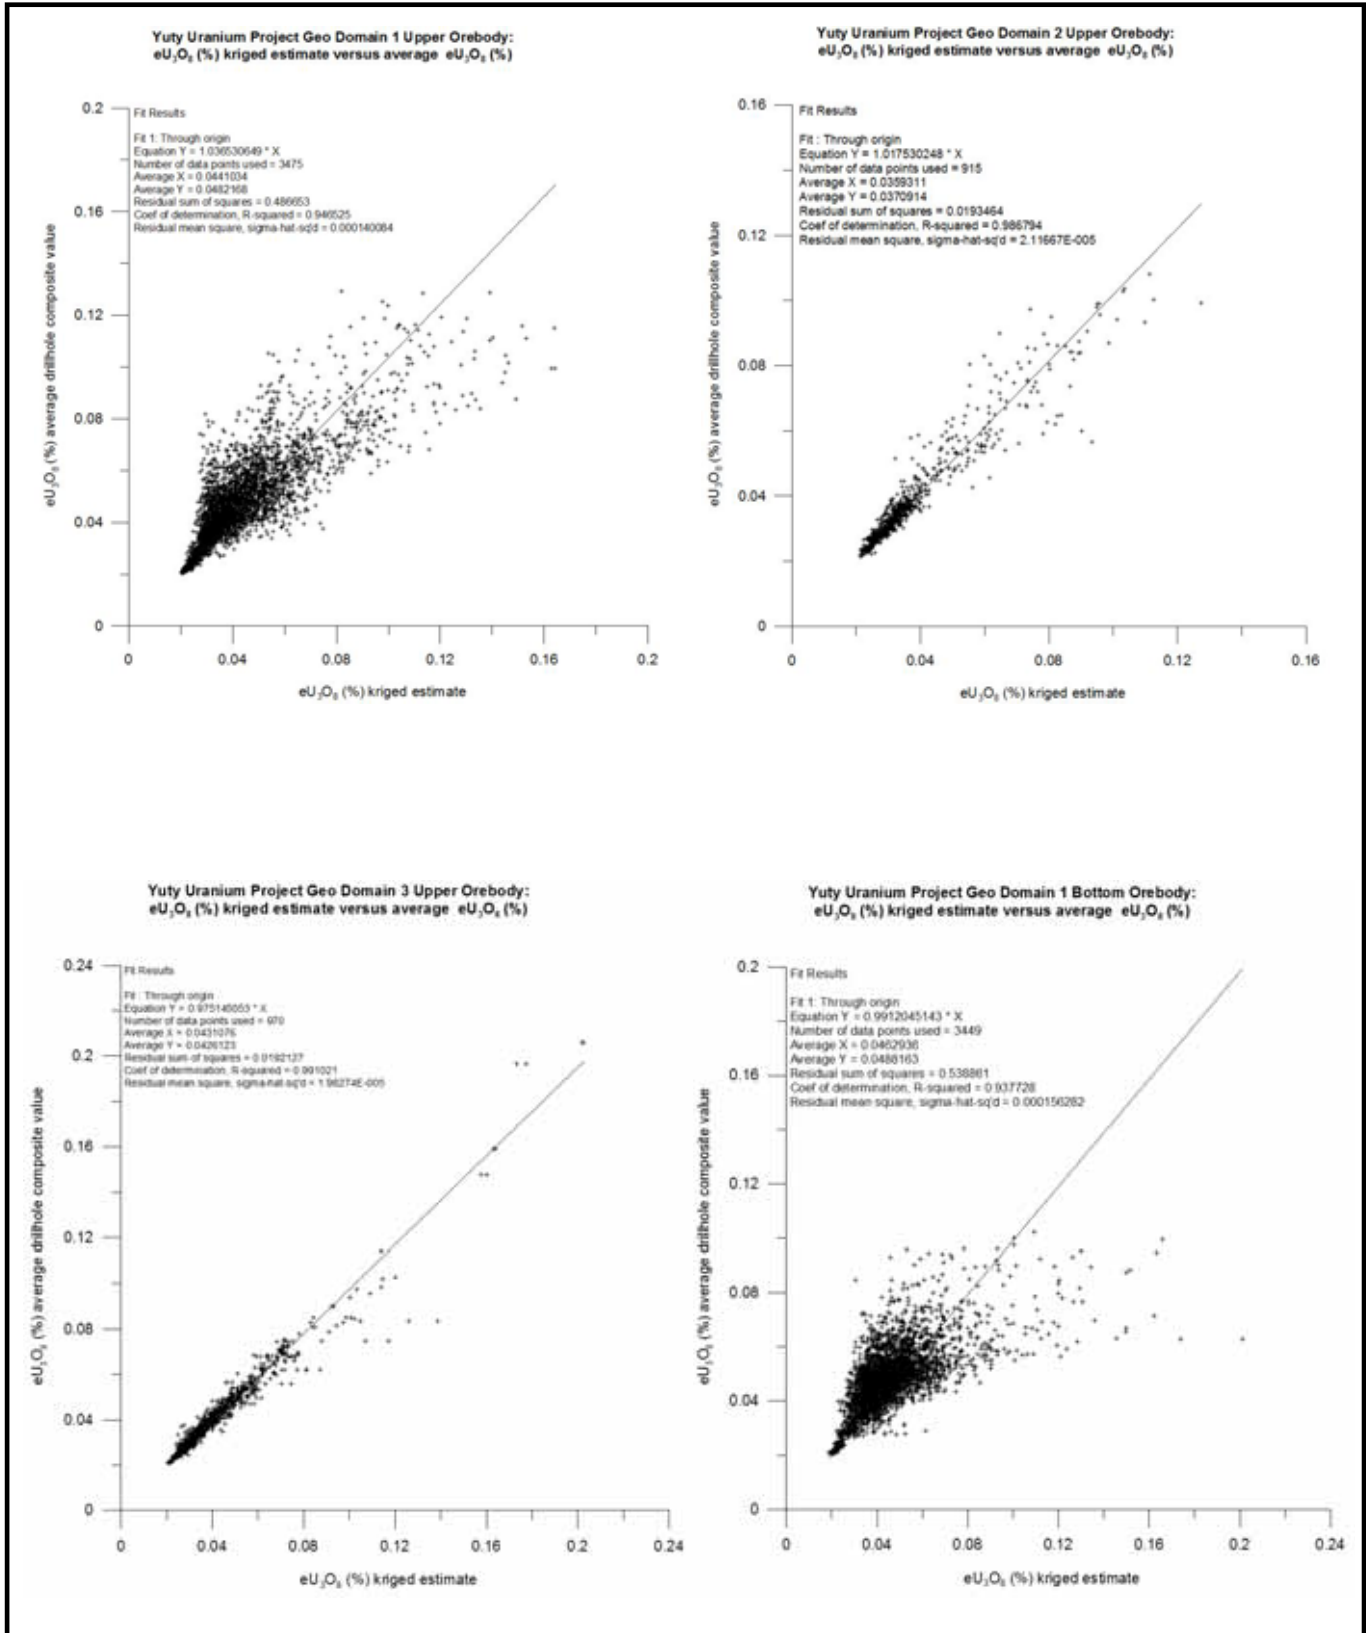 Yuty Uranium Project Geo Domain 1 Upper Orebody:
eU₃O₈ (%) kriged estimate versus average eU₃O₈ (%)
0.2
0.16
0.12
0.08
0.04
0
eU₃O₈ (%) average drillhole composite value
Fit Results
Fit 1: Through origin
Equation Y = 1.036530649 * X
Number of data points used = 3475
Average X = 0.0441034
Average Y = 0.0482168
Residual sum of squares = 0.486653
Coef of determination, R-squared = 0.946525
Residual mean square, sigma-hat-sq'd = 0.000140084
0 0.04 0.08 0.12 0.16 0.2
eU₃O₈ (%) kriged estimate
Yuty Uranium Project Geo Domain 2 Upper Orebody:
eU₃O₈ (%) kriged estimate versus average eU₃O₈ (%)
0.16
0.12
0.08
0.04
0
eU₃O₈ (%) average drillhole composite value
Fit Results
Fit : Through origin
Equation Y = 1.017530248 * X
Number of data points used = 915
Average X = 0.0359311
Average Y = 0.0370914
Residual sum of squares = 0.0193464
Coef of determination, R-squared = 0.986794
Residual mean square, sigma-hat-sq'd = 2.11667E-005
0 0.04 0.08 0.12 0.16
eU₃O₈ (%) kriged estimate
Yuty Uranium Project Geo Domain 3 Upper Orebody:
eU₃O₈ (%) kriged estimate versus average eU₃O₈ (%)
0.24
0.2
0.16
0.12
0.08
0.04
0
eU₃O₈ (%) average drillhole composite value
Fit Results
Fit : Through origin
Equation Y = * X
Number of data points used = 970
Average X = 0.0431076
Average Y = 0.0426123
Residual sum of squares = 0.0192127
Coef of determination, R-squared = 0.991021
Residual mean square, sigma-hat-sq'd = 1.98274E-005
0 0.04 0.08 0.12 0.16 0.2 0.24
eU₃O₈ (%) kriged estimate
Yuty Uranium Project Geo Domain 1 Bottom Orebody:
eU₃O₈ (%) kriged estimate versus average eU₃O₈ (%)
0.2
0.16
0.12
0.08
0.04
0
eU₃O₈ (%) average drillhole composite value
Fit Results
Fit 1: Through origin
Equation Y = 0.9912045143 * X
Number of data points used = 3449
Average X = 0.0462936
Average Y = 0.0488163
Residual sum of squares = 0.538861
Coef of determination, R-squared = 0.937728
Residual mean square, sigma-hat-sq'd = 0.000156282
0 0.04 0.08 0.12 0.16 0.2 0.24
eU₃O₈ (%) kriged estimate